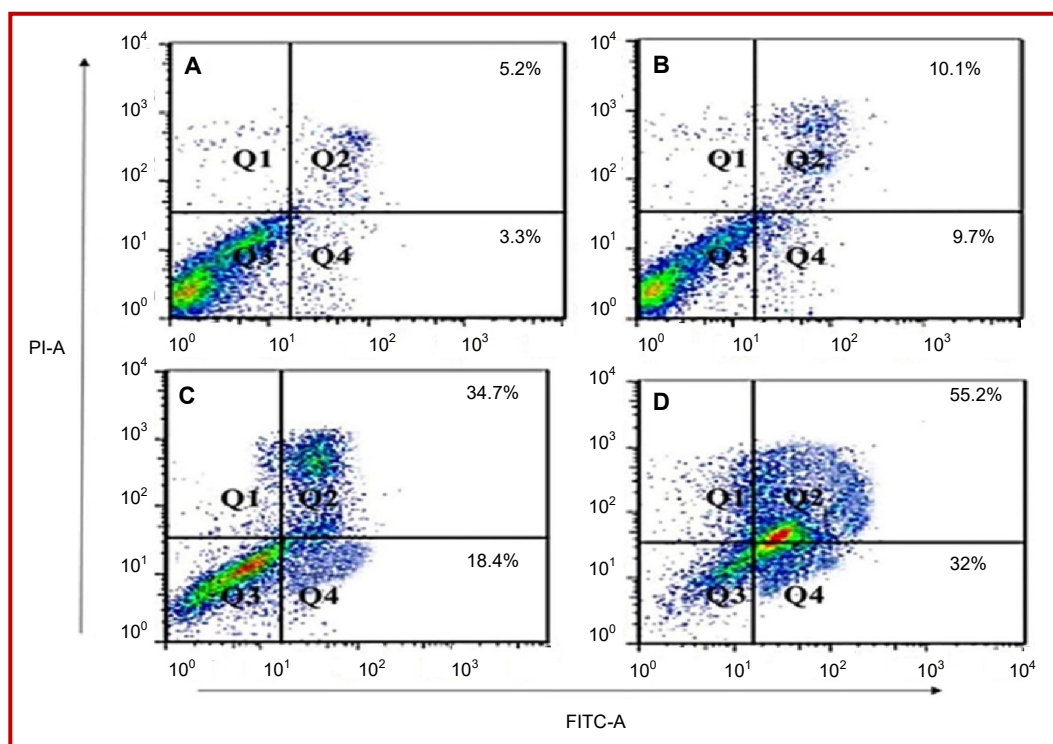 A
5.2%
Q1
Q2
3.3%
Q3
Q4
10⁴
10³
10²
10¹
10⁰
10⁰
10¹
10²
10³
B
10.1%
Q1
Q2
9.7%
Q3
Q4
10⁴
10³
10²
10¹
10⁰
10⁰
10¹
10²
10³
PI-A
C
34.7%
Q1
Q2
18.4%
Q3
Q4
10⁴
10³
10²
10¹
10⁰
10⁰
10¹
10²
10³
D
55.2%
Q1
Q2
32%
Q3
Q4
10⁴
10³
10²
10¹
10⁰
10⁰
10¹
10²
10³
10⁴
FITC-A